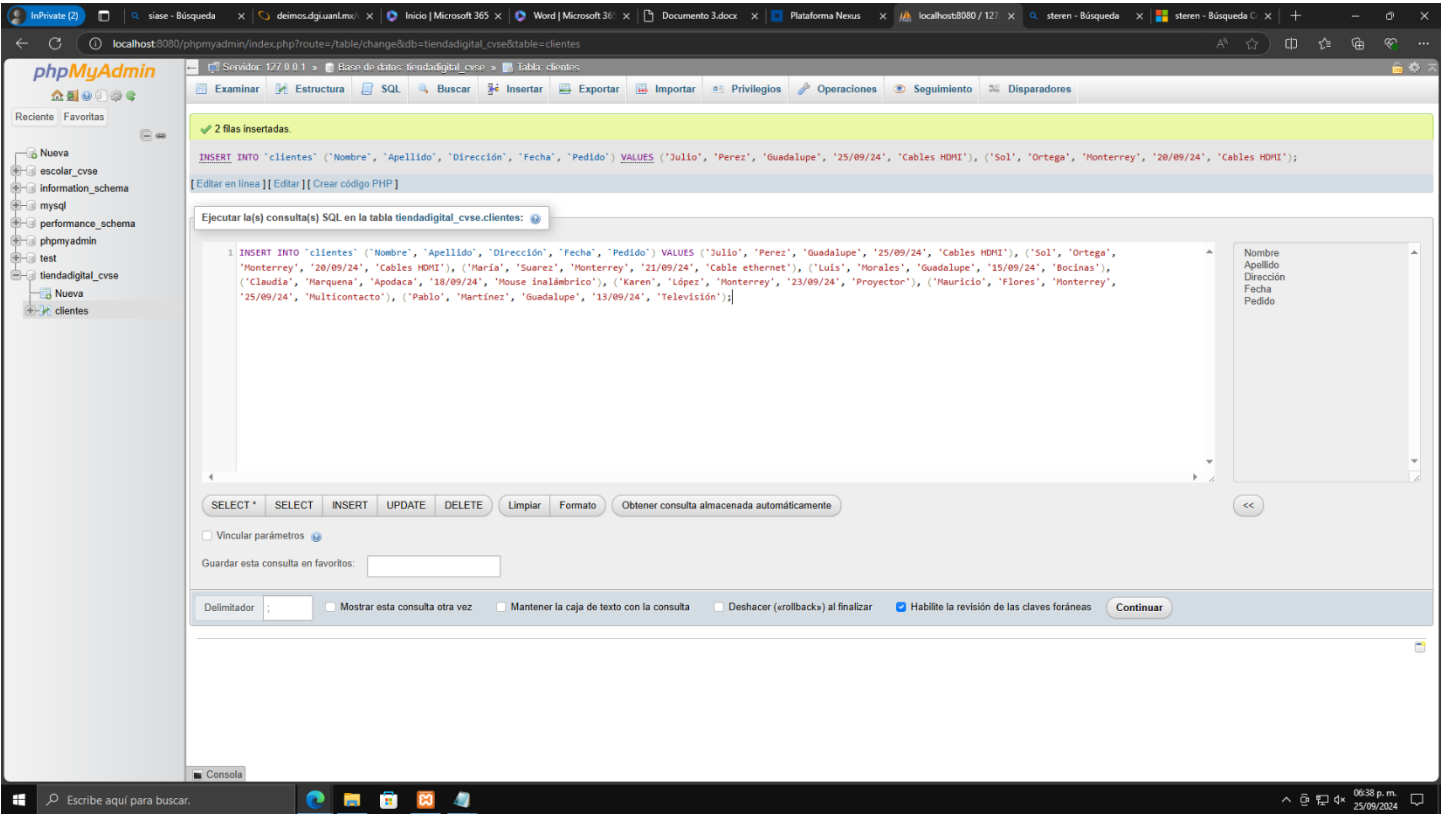 InPrivate (2)
siase - Búsqueda
deimos.dgi.uanl.mx/
Inicio | Microsoft 365
Word | Microsoft 36
Documento 3.docx
Plataforma Nexus
localhost:8080 / 127.
steren - Búsqueda
steren - Búsqueda C
localhost:8080/phpmyadmin/index.php?route=/table/change&db=tiendadigital_cvse&table=clientes
phpMyAdmin
Reciente Favoritas
Nueva
escolar_cvse
information_schema
mysql
performance_schema
phpmyadmin
test
tiendadigital_cvse
Nueva
clientes
Servidor: 127.0.0.1 » Base de datos: tiendadigital_cvse » Tabla: clientes
Examinar Estructura SQL Buscar Insertar Exportar Importar Privilegios Operaciones Seguimiento Disparadores
2 filas insertadas.
INSERT INTO `clientes` (`Nombre`, `Apellido`, `Dirección`, `Fecha`, `Pedido`) VALUES ('Julio', 'Perez', 'Guadalupe', '25/09/24', 'Cables HDMI'), ('Sol', 'Ortega', 'Monterrey', '20/09/24', 'Cables HDMI');
[ Editar en línea ] [ Editar ] [ Crear código PHP ]
Ejecutar la(s) consulta(s) SQL en la tabla tiendadigital_cvse.clientes:
1 INSERT INTO `clientes` (`Nombre`, `Apellido`, `Dirección`, `Fecha`, `Pedido`) VALUES ('Julio', 'Perez', 'Guadalupe', '25/09/24', 'Cables HDMI'), ('Sol', 'Ortega',
'Monterrey', '20/09/24', 'Cables HDMI'), ('María', 'Suarez', 'Monterrey', '21/09/24', 'Cable ethernet'), ('Luis', 'Morales', 'Guadalupe', '15/09/24', 'Bocinas'),
('Claudia', 'Marquena', 'Apodaca', '18/09/24', 'Mouse inalámbrico'), ('Karen', 'López', 'Monterrey', '23/09/24', 'Proyector'), ('Mauricio', 'Flores', 'Monterrey',
'25/09/24', 'Multicontacto'), ('Pablo', 'Martínez', 'Guadalupe', '13/09/24', 'Televisión');
Nombre
Apellido
Dirección
Fecha
Pedido
SELECT * SELECT INSERT UPDATE DELETE Limpiar Formato Obtener consulta almacenada automáticamente <<
Vincular parámetros
Guardar esta consulta en favoritos:
Delimitador ; Mostrar esta consulta otra vez Mantener la caja de texto con la consulta Deshacer («rollback») al finalizar Habilite la revisión de las claves foráneas Continuar
Consola
Escribe aquí para buscar.
06:38 p. m.
25/09/2024